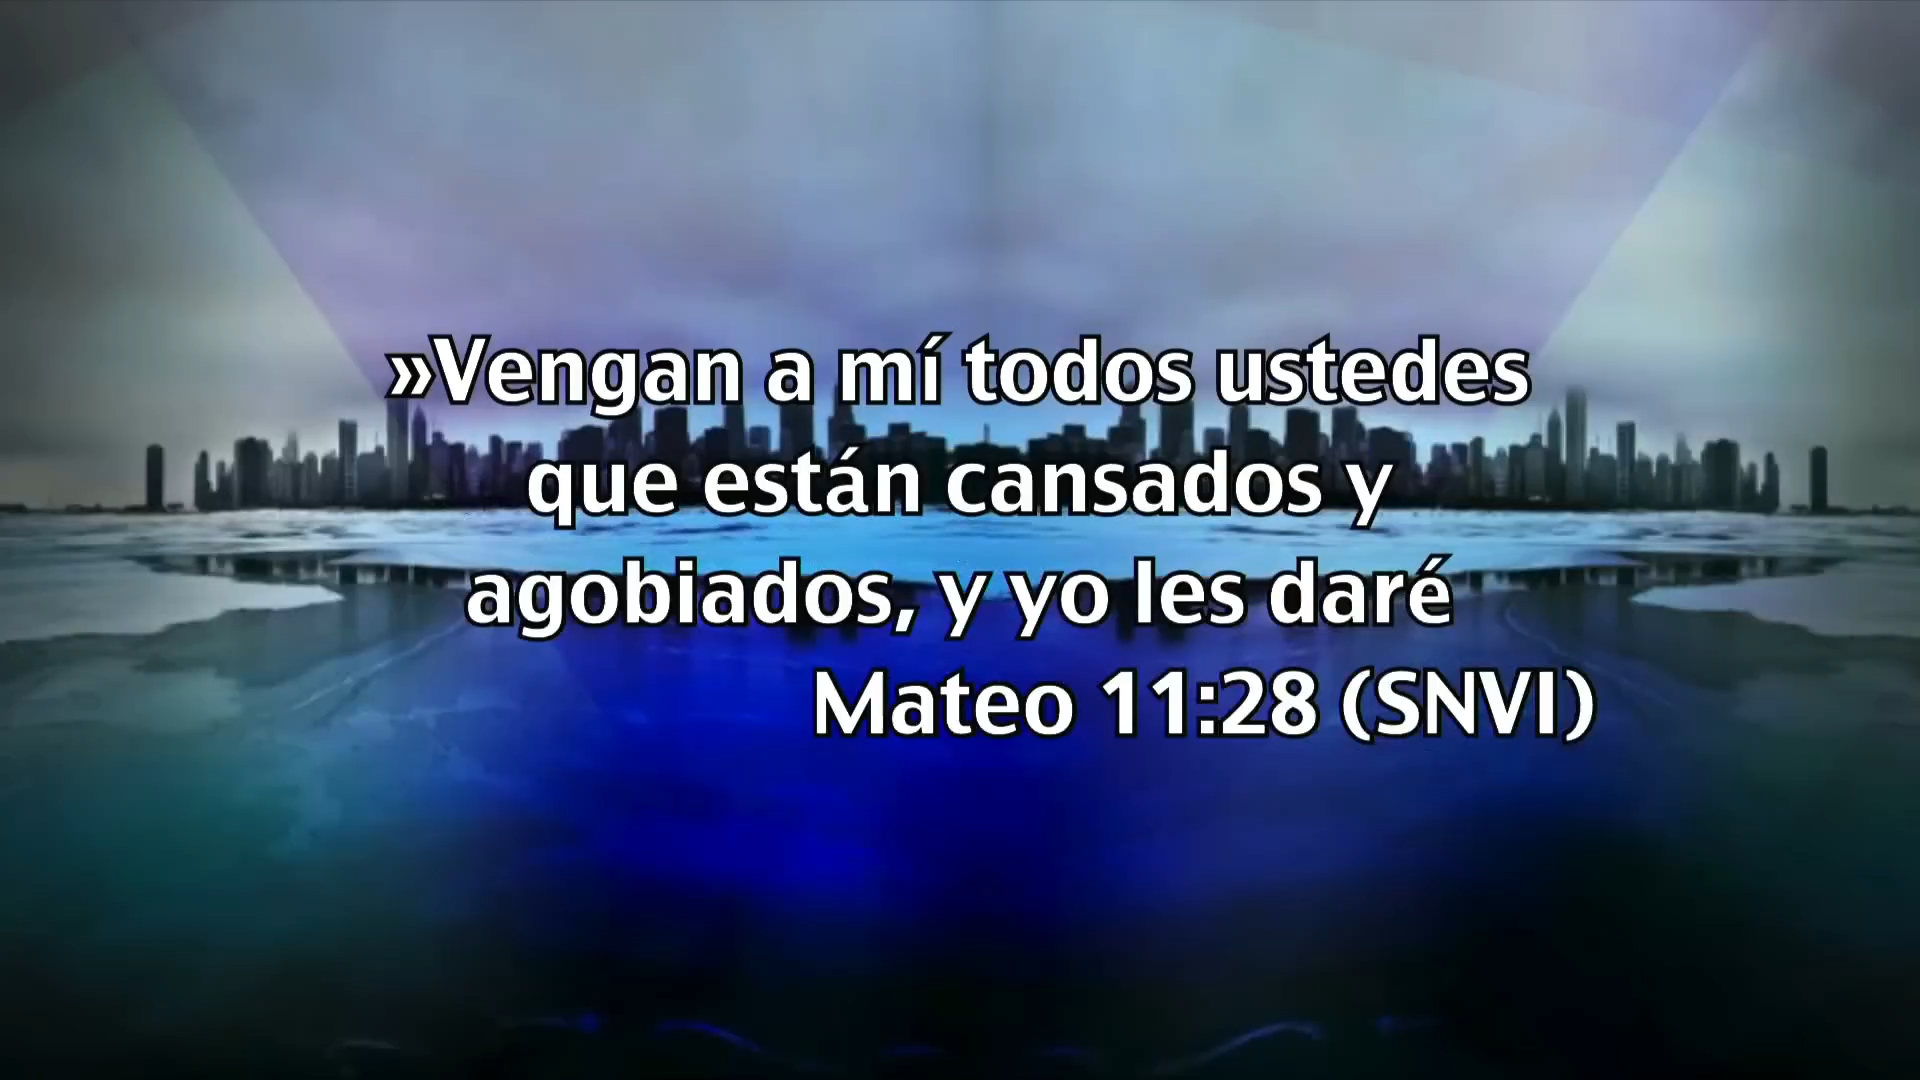 »Vengan a mí todos ustedes
que están cansados y
agobiados, y yo les daré
Mateo 11:28 (SNVI)